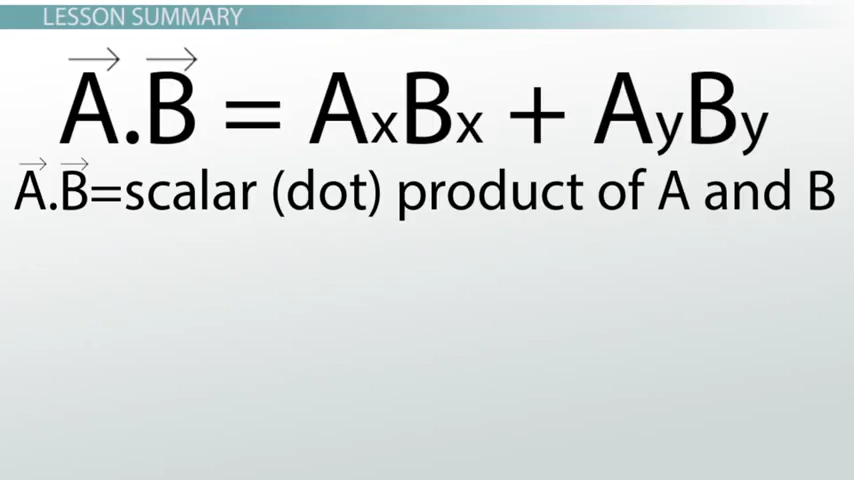 LESSON SUMMARY
A⃗.B⃗ = AxBx + AyBy
A⃗.B⃗=scalar (dot) product of A and B